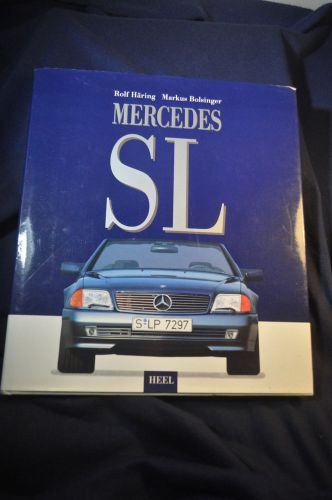 Rolf Häring Markus Bolsinger
MERCEDES
SL
S LP 7297
HEEL